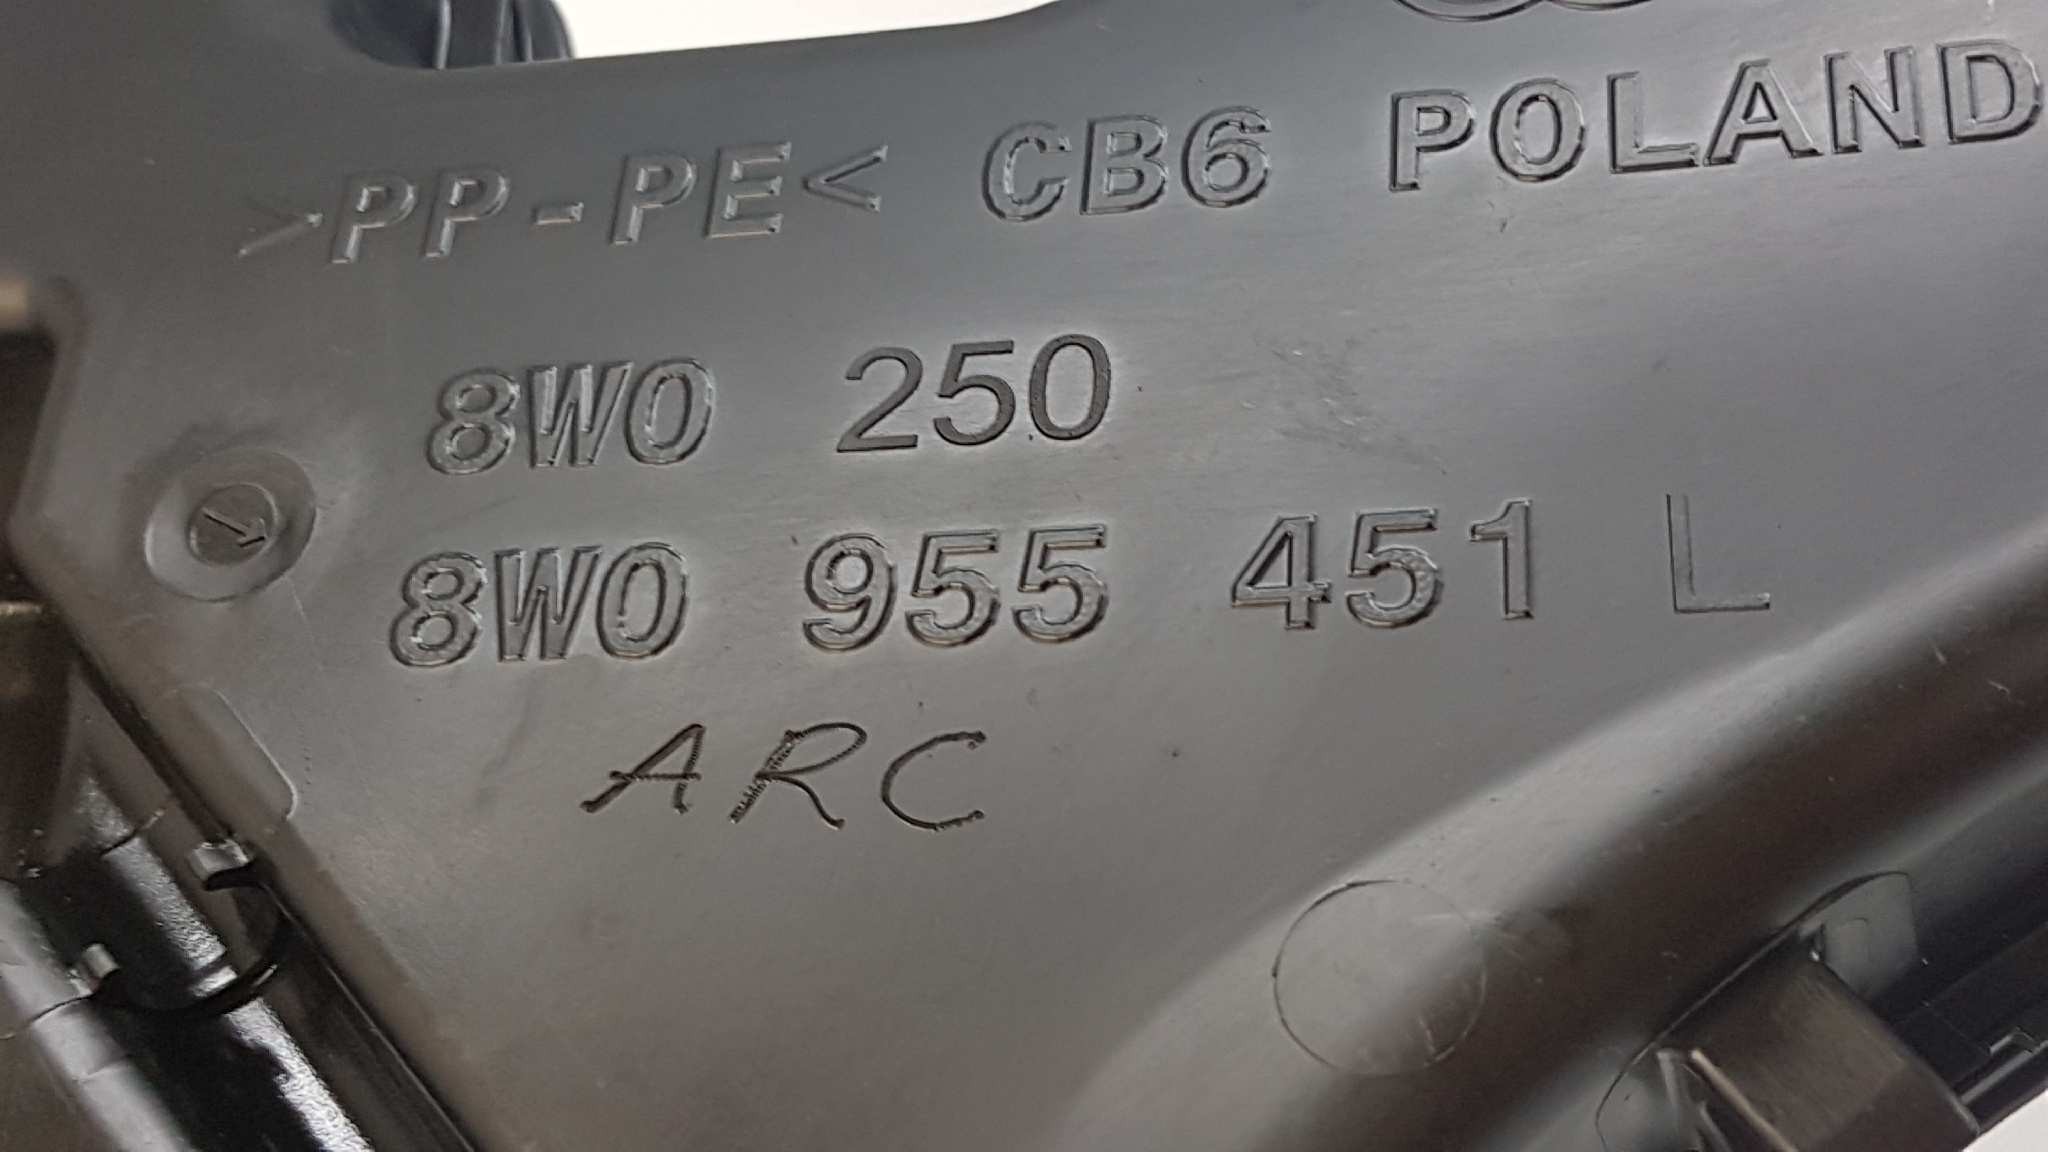 >PP-PE< CB6 POLAND
8W0 250
8W0 955 451 L
ARC